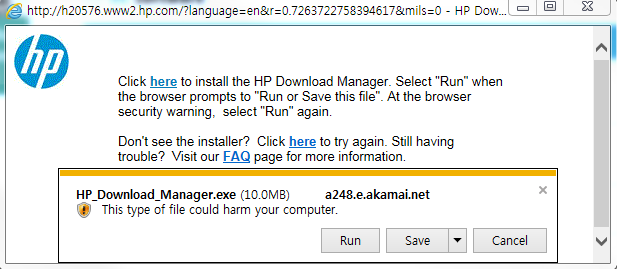 http://h20576.www2.hp.com/?language=en&r=0.7263722758394617&mils=0 - HP Dow...
hp
Click here to install the HP Download Manager. Select "Run" when
the browser prompts to "Run or Save this file". At the browser
security warning,  select "Run" again.
Don't see the installer?  Click here to try again. Still having
trouble?  Visit our FAQ page for more information.
HP_Download_Manager.exe (10.0MB) a248.e.akamai.net
This type of file could harm your computer.
Run Save Cancel